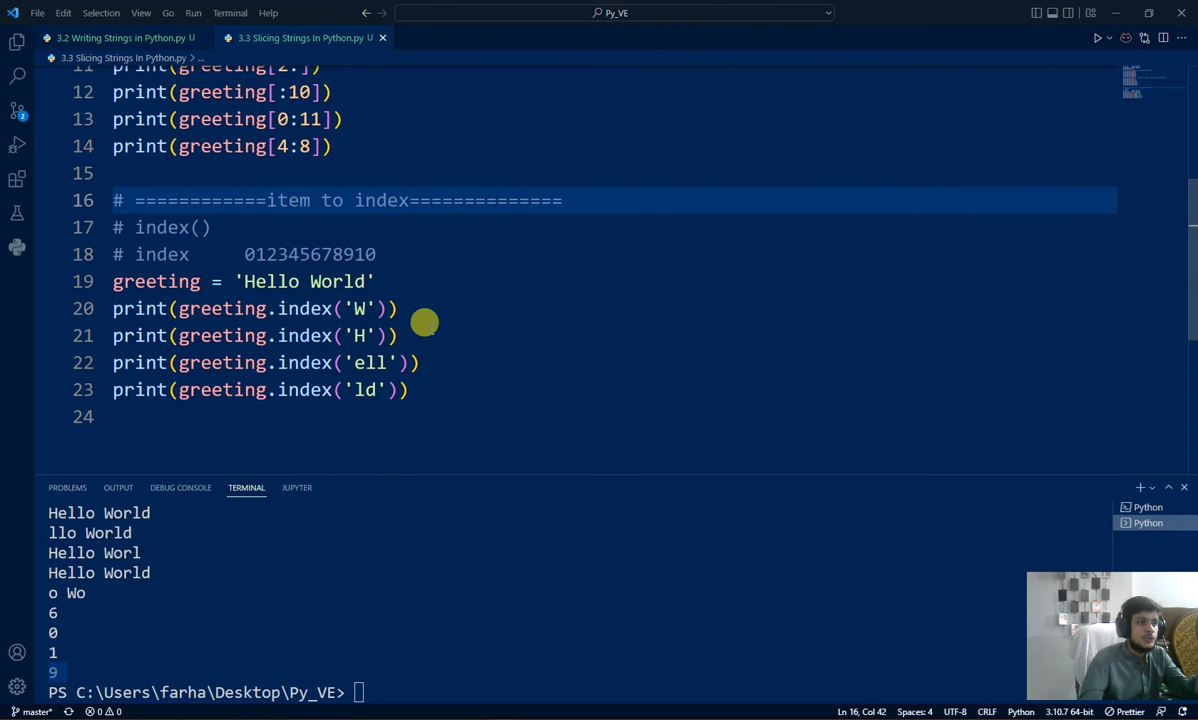 File Edit Selection View Go Run Terminal Help
Py_VE
3.2 Writing Strings in Python.py U
3.3 Slicing Strings In Python.py U
3.3 Slicing Strings In Python.py > ...
11 print(greeting[2:])
12 print(greeting[:10])
13 print(greeting[0:11])
14 print(greeting[4:8])
15
16 # ============item to index==============
17 # index()
18 # index     012345678910
19 greeting = 'Hello World'
20 print(greeting.index('W'))
21 print(greeting.index('H'))
22 print(greeting.index('ell'))
23 print(greeting.index('ld'))
24
PROBLEMS OUTPUT DEBUG CONSOLE TERMINAL JUPYTER
Hello World
llo World
Hello Worl
Hello World
o Wo
6
0
1
9
PS C:\Users\farha\Desktop\Py_VE>
Python
Python
2
master* 0 0 Ln 16, Col 42 Spaces: 4 UTF-8 CRLF Python 3.10.7 64-bit Prettier